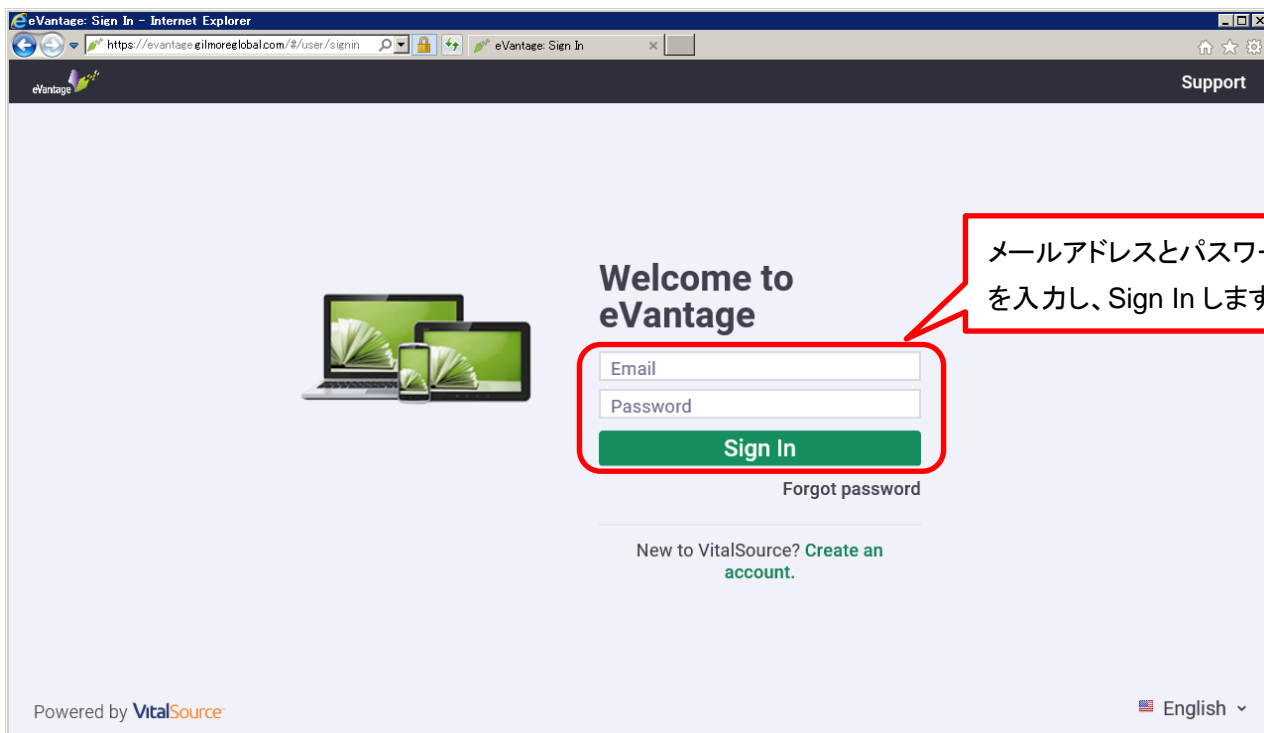 eVantage: Sign In - Internet Explorer
https://evantage.gilmoreglobal.com/#/user/signin
eVantage: Sign In
eVantage
Support
メールアドレスとパスワー
を入力し、Sign In します
Welcome to
eVantage
Email
Password
Sign In
Forgot password
New to VitalSource? Create an
account.
Powered by VitalSource
English